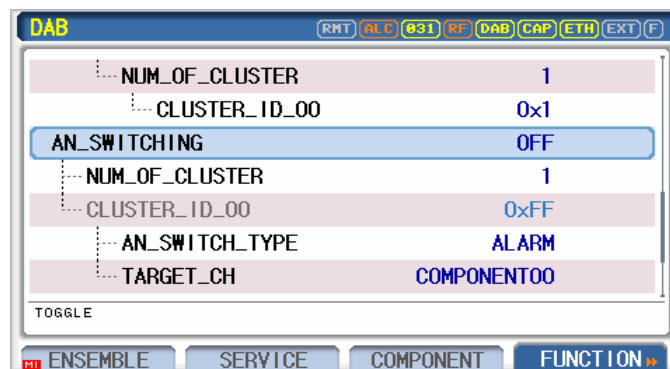 DAB RMT ALC 031 RF DAB CAP ETH EXT F
NUM_OF_CLUSTER 1
CLUSTER_ID_00 0x1
AN_SWITCHING OFF
NUM_OF_CLUSTER 1
CLUSTER_ID_00 0xFF
AN_SWITCH_TYPE ALARM
TARGET_CH COMPONENT00
TOGGLE
M1 ENSEMBLE SERVICE COMPONENT FUNCTION